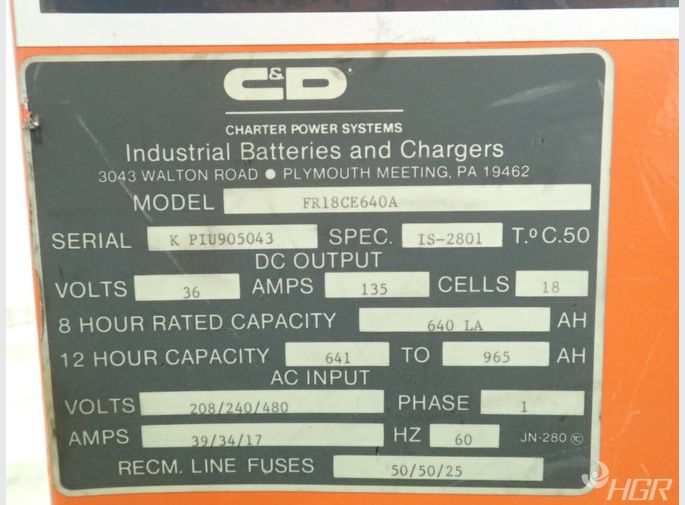 C&D
CHARTER POWER SYSTEMS
Industrial Batteries and Chargers
3043 WALTON ROAD ● PLYMOUTH MEETING, PA 19462
MODEL FR18CE640A
SERIAL K PIU905043 SPEC. IS-2801 T.º C.50
DC OUTPUT
VOLTS 36 AMPS 135 CELLS 18
8 HOUR RATED CAPACITY 640 LA AH
12 HOUR CAPACITY 641 TO 965 AH
AC INPUT
VOLTS 208/240/480 PHASE 1
AMPS 39/34/17 HZ 60 JN-280
RECM. LINE FUSES 50/50/25
HGR